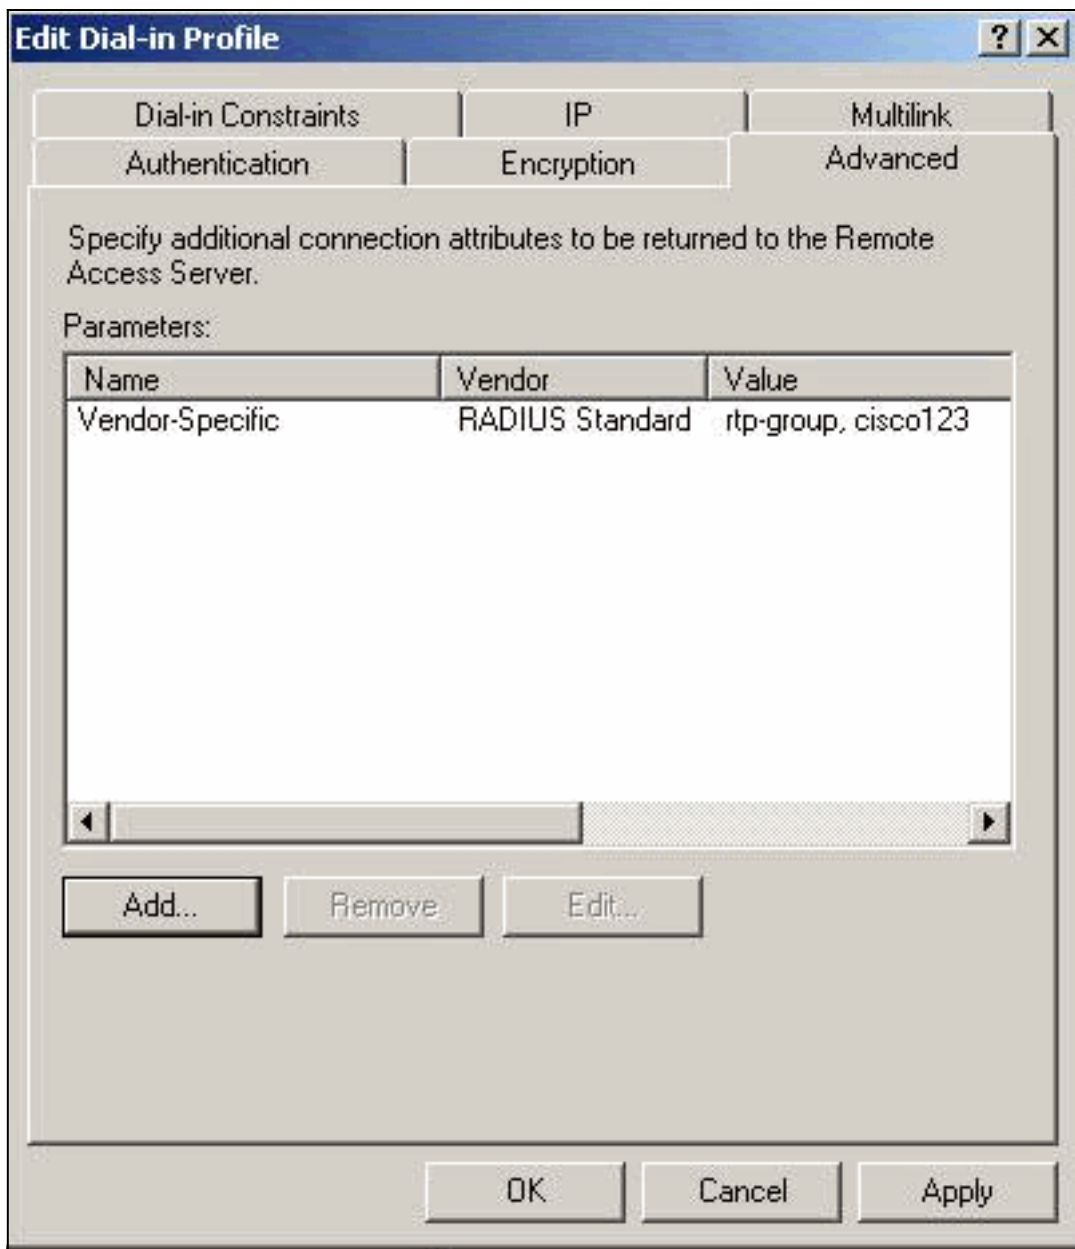 Edit Dial-in Profile
Dial-in Constraints IP Multilink
Authentication Encryption Advanced
Specify additional connection attributes to be returned to the Remote
Access Server.
Parameters:
Name Vendor Value
Vendor-Specific RADIUS Standard rtp-group, cisco123
Add... Remove Edit...
OK Cancel Apply